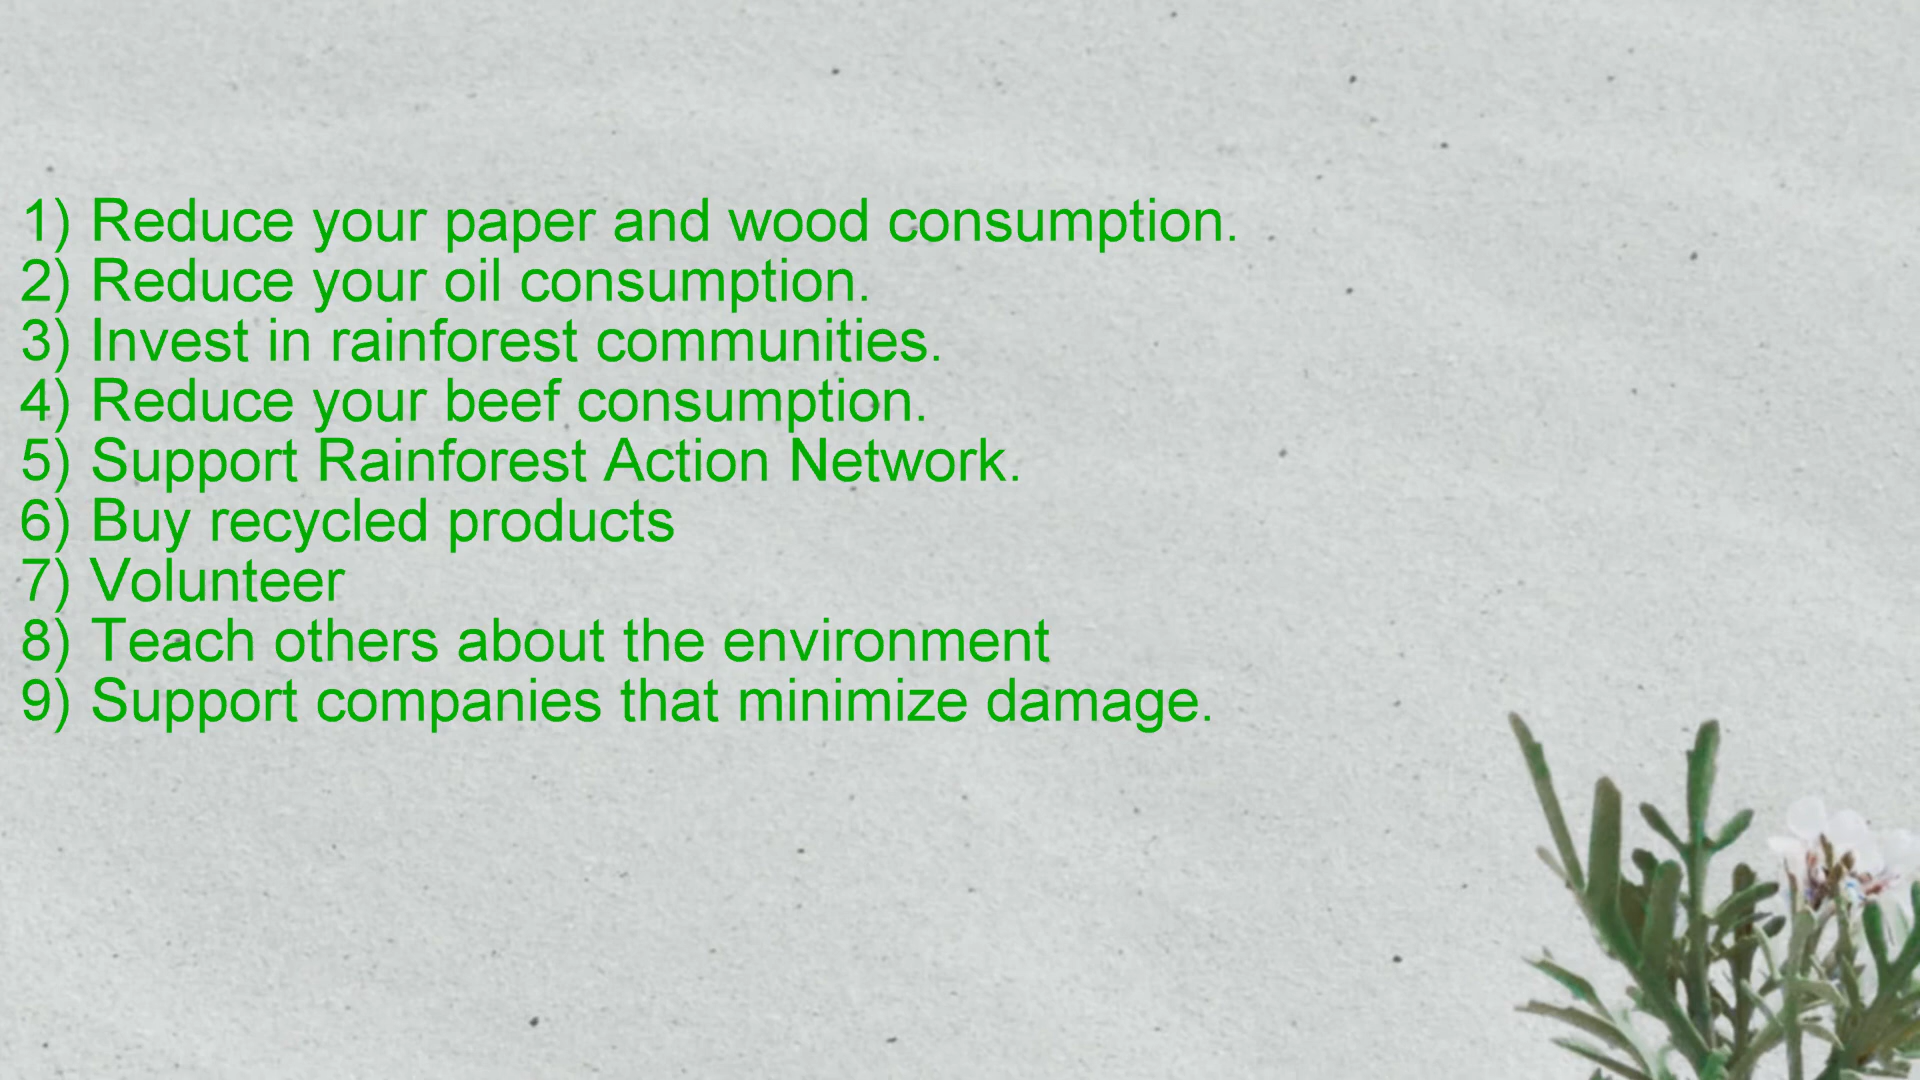 1) Reduce your paper and wood consumption.
2) Reduce your oil consumption.
3) Invest in rainforest communities.
4) Reduce your beef consumption.
5) Support Rainforest Action Network.
6) Buy recycled products
7) Volunteer
8) Teach others about the environment
9) Support companies that minimize damage.